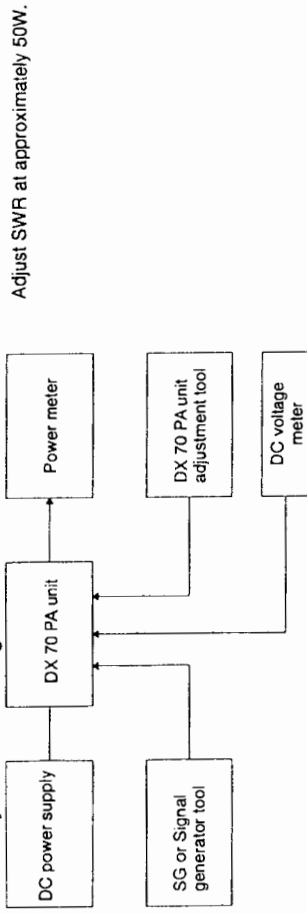 DC power supply
DX 70 PA unit
Power meter
SG or Signal
generator tool
DX 70 PA unit
adjustment tool
DC voltage
meter
Adjust SWR at approximately 50W.